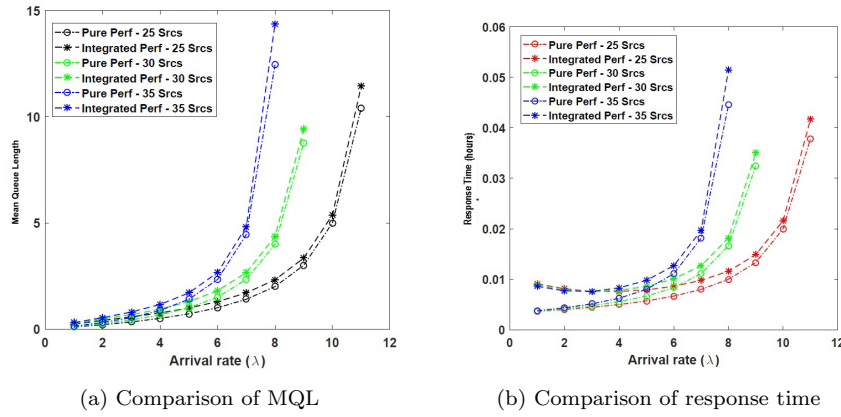 15
10
5
0
0
2
4
6
8
10
12
Mean Queue Length
Arrival rate (λ)
Pure Perf - 25 Srcs
Integrated Perf - 25 Srcs
Pure Perf - 30 Srcs
Integrated Perf - 30 Srcs
Pure Perf - 35 Srcs
Integrated Perf - 35 Srcs
(a) Comparison of MQL
0.06
0.05
0.04
0.03
0.02
0.01
0
0
2
4
6
8
10
12
Response Time (hours)
Arrival rate (λ)
Pure Perf - 25 Srcs
Integrated Perf - 25 Srcs
Pure Perf - 30 Srcs
Integrated Perf - 30 Srcs
Pure Perf - 35 Srcs
Integrated Perf - 35 Srcs
(b) Comparison of response time